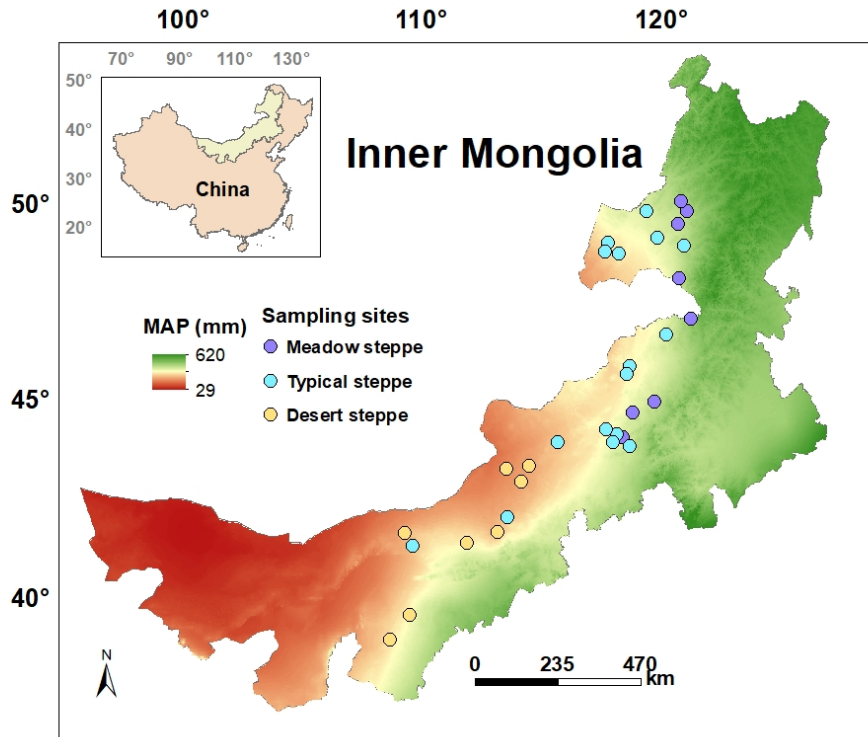 100° 110° 120°
70° 90° 110° 130°
50°
40°
30°
20°
China
Inner Mongolia
50°
45°
40°
MAP (mm)
620
29
Sampling sites
Meadow steppe
Typical steppe
Desert steppe
N
0 235 470
km